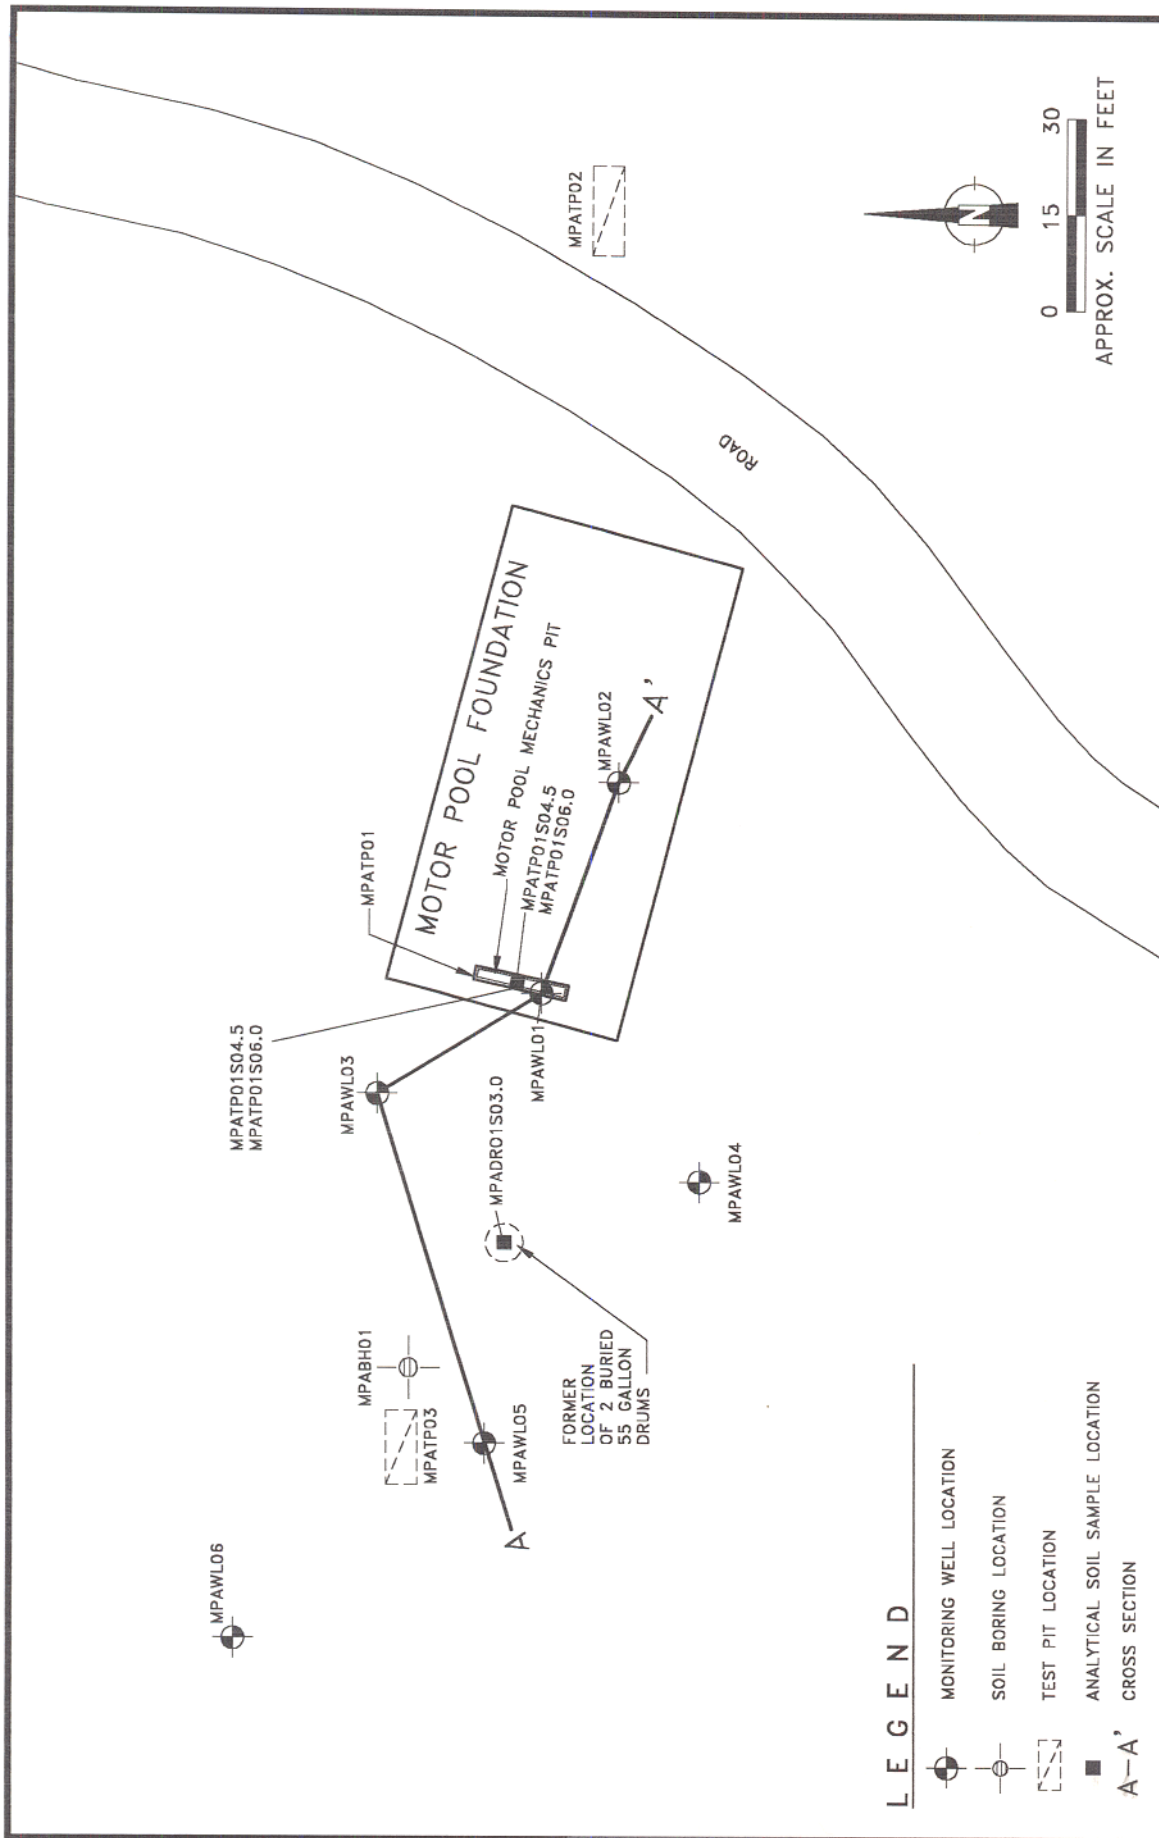 MPAWL06
MPATP03
MPABH01
MPAWL05
A
FORMER
LOCATION
OF 2 BURIED
55 GALLON
DRUMS
MPADR01S03.0
MPAWL04
MPAWL03
MPATP01S04.5
MPATP01S06.0
MPAWL01
MPATP01
MOTOR POOL FOUNDATION
MOTOR POOL MECHANICS PIT
MPATP01S04.5
MPATP01S06.0
MPAWL02
A'
ROAD
MPATP02
N
0 15 30
APPROX. SCALE IN FEET
LEGEND
MONITORING WELL LOCATION
SOIL BORING LOCATION
TEST PIT LOCATION
ANALYTICAL SOIL SAMPLE LOCATION
A—A' CROSS SECTION